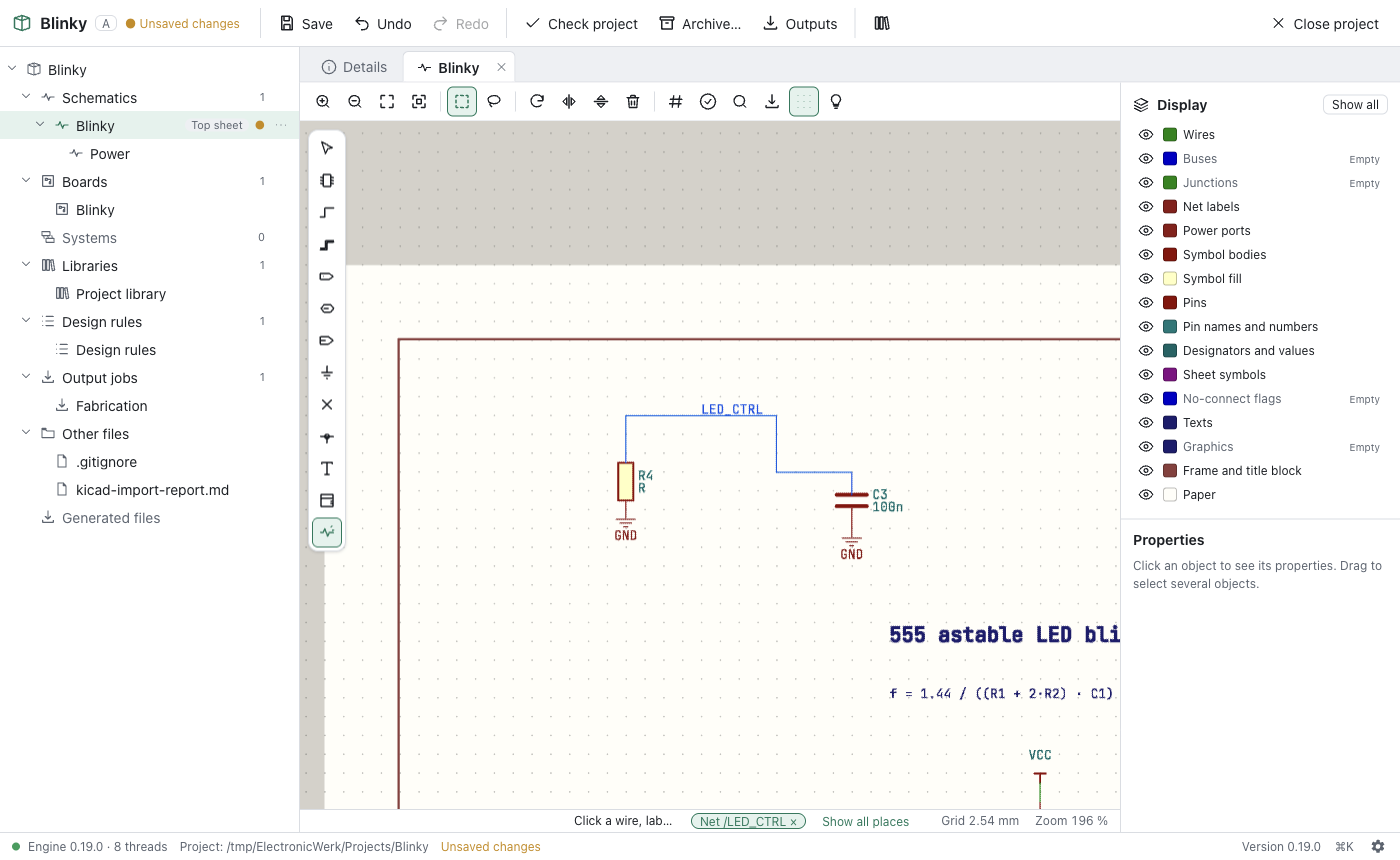 Blinky A Unsaved changes Save Undo Redo Check project Archive... Outputs Close project
Blinky
Schematics 1
Blinky Top sheet ...
Power
Boards 1
Blinky
Systems 0
Libraries 1
Project library
Design rules 1
Design rules
Output jobs 1
Fabrication
Other files
.gitignore
kicad-import-report.md
Generated files
Details
Blinky
LED_CTRL
R4
R
GND
C3
100n
GND
555 astable LED bli
f = 1.44 / ((R1 + 2·R2) · C1)
VCC
Click a wire, lab... Net /LED_CTRL × Show all places Grid 2.54 mm Zoom 196 %
Display Show all
Wires
Buses Empty
Junctions Empty
Net labels
Power ports
Symbol bodies
Symbol fill
Pins
Pin names and numbers
Designators and values
Sheet symbols
No-connect flags Empty
Texts
Graphics Empty
Frame and title block
Paper
Properties
Click an object to see its properties. Drag to
select several objects.
Engine 0.19.0 · 8 threads Project: /tmp/ElectronicWerk/Projects/Blinky Unsaved changes Version 0.19.0 ⌘K